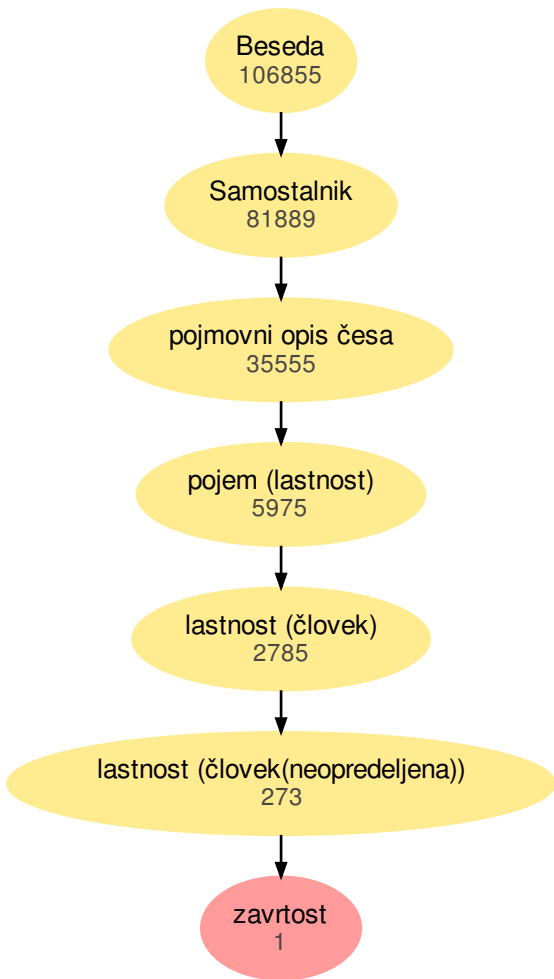 Beseda
106855
Samostalnik
81889
pojmovni opis česa
35555
pojem (lastnost)
5975
lastnost (človek)
2785
lastnost (človek(neopredeljena))
273
zavrtost
1